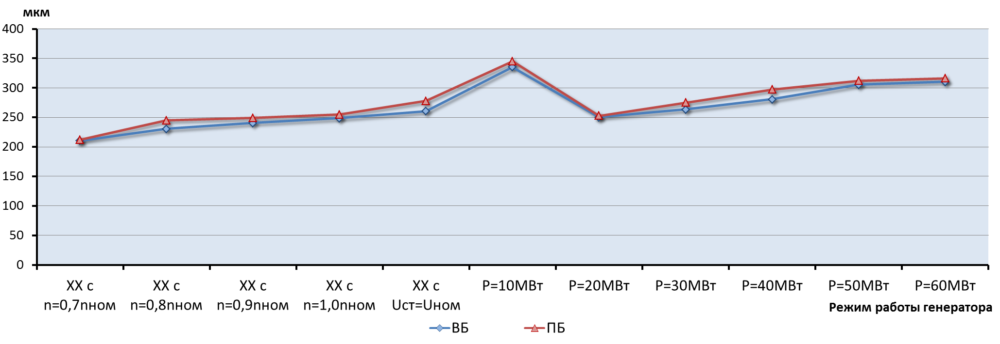 мкм
400
350
300
250
200
150
100
50
0
ХХ с n=0,7nном
ХХ с n=0,8nном
ХХ с n=0,9nном
ХХ с n=1,0nном
ХХ с Uст=Uном
P=10МВт
P=20МВт
P=30МВт
P=40МВт
P=50МВт
P=60МВт
Режим работы генератора
ВБ
ПБ